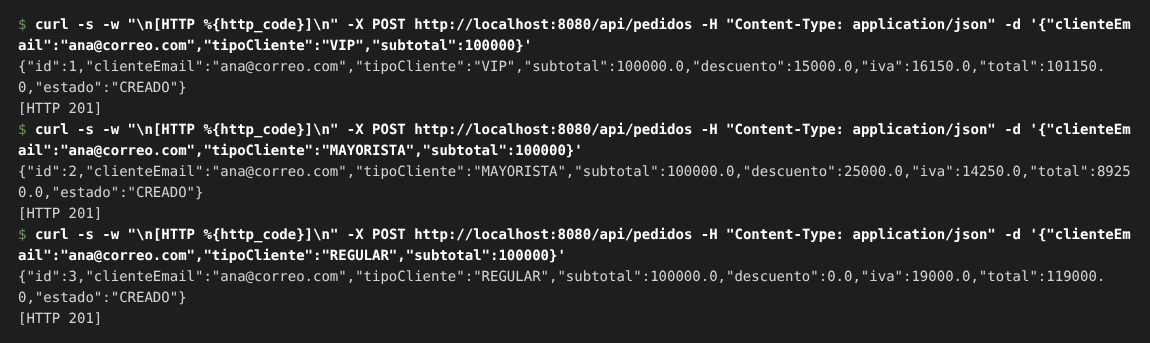 $ curl -s -w "\n[HTTP %{http_code}]\n" -X POST http://localhost:8080/api/pedidos -H "Content-Type: application/json" -d '{"clienteEm
ail":"ana@correo.com","tipoCliente":"VIP","subtotal":100000}'
{"id":1,"clienteEmail":"ana@correo.com","tipoCliente":"VIP","subtotal":100000.0,"descuento":15000.0,"iva":16150.0,"total":101150.
0,"estado":"CREADO"}
[HTTP 201]
$ curl -s -w "\n[HTTP %{http_code}]\n" -X POST http://localhost:8080/api/pedidos -H "Content-Type: application/json" -d '{"clienteEm
ail":"ana@correo.com","tipoCliente":"MAYORISTA","subtotal":100000}'
{"id":2,"clienteEmail":"ana@correo.com","tipoCliente":"MAYORISTA","subtotal":100000.0,"descuento":25000.0,"iva":14250.0,"total":8925
0.0,"estado":"CREADO"}
[HTTP 201]
$ curl -s -w "\n[HTTP %{http_code}]\n" -X POST http://localhost:8080/api/pedidos -H "Content-Type: application/json" -d '{"clienteEm
ail":"ana@correo.com","tipoCliente":"REGULAR","subtotal":100000}'
{"id":3,"clienteEmail":"ana@correo.com","tipoCliente":"REGULAR","subtotal":100000.0,"descuento":0.0,"iva":19000.0,"total":119000.
0,"estado":"CREADO"}
[HTTP 201]